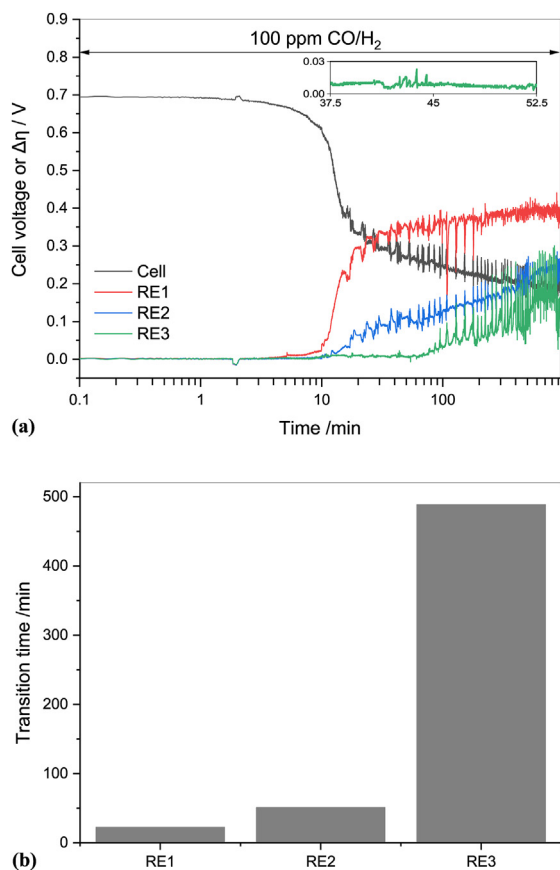 0.9
0.8
0.7
0.6
0.5
0.4
0.3
0.2
0.1
0.0
Cell voltage or Δη / V
100 ppm CO/H₂
0.03
0.00
37.5 45 52.5
Cell
RE1
RE2
RE3
0.1 1 10 100
Time /min
(a)
500
400
300
200
100
50
0
Transition time /min
RE1 RE2 RE3
(b)